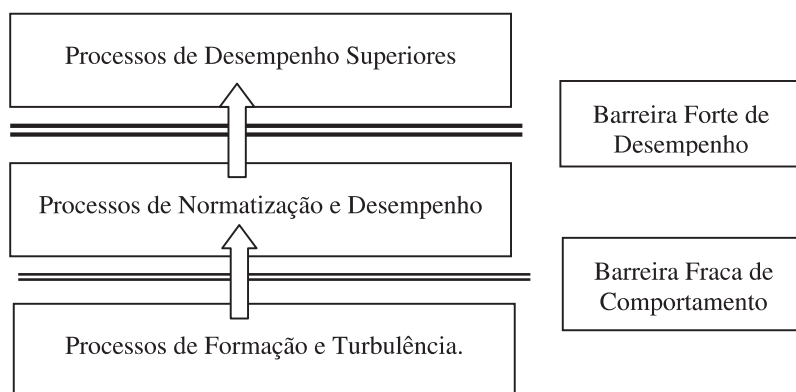 Processos de Desempenho Superiores
Barreira Forte de
Desempenho
Processos de Normatização e Desempenho
Barreira Fraca de
Comportamento
Processos de Formação e Turbulência.